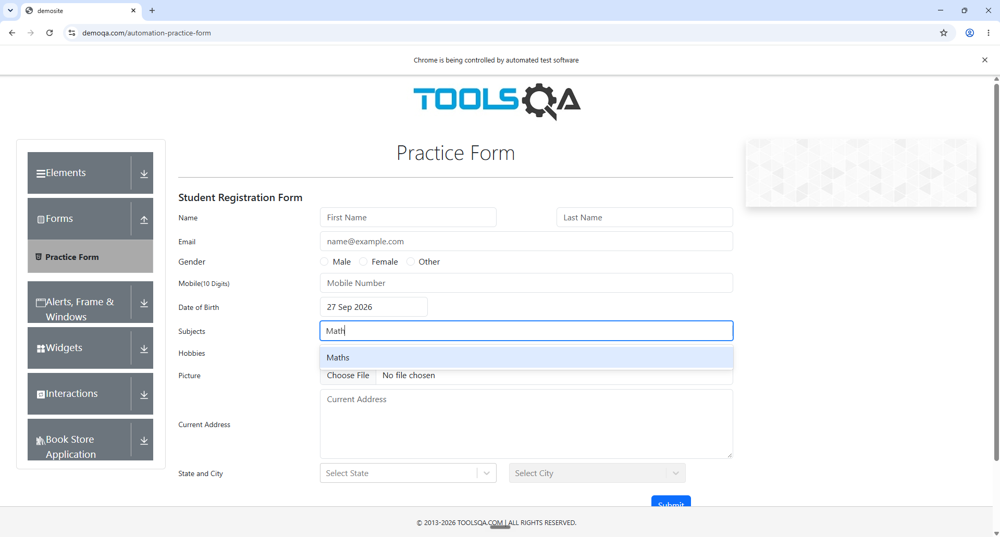 demosite
demoqa.com/automation-practice-form
Chrome is being controlled by automated test software
TOOLSQA
Elements
Forms
Practice Form
Alerts, Frame &
Windows
Widgets
Interactions
Book Store
Application
Practice Form
Student Registration Form
Name
First Name
Last Name
Email
name@example.com
Gender
Male
Female
Other
Mobile(10 Digits)
Mobile Number
Date of Birth
27 Sep 2026
Subjects
Math
Maths
Hobbies
Picture
Choose File
No file chosen
Current Address
Current Address
State and City
Select State
Select City
Submit
© 2013-2026 TOOLSQA.COM | ALL RIGHTS RESERVED.